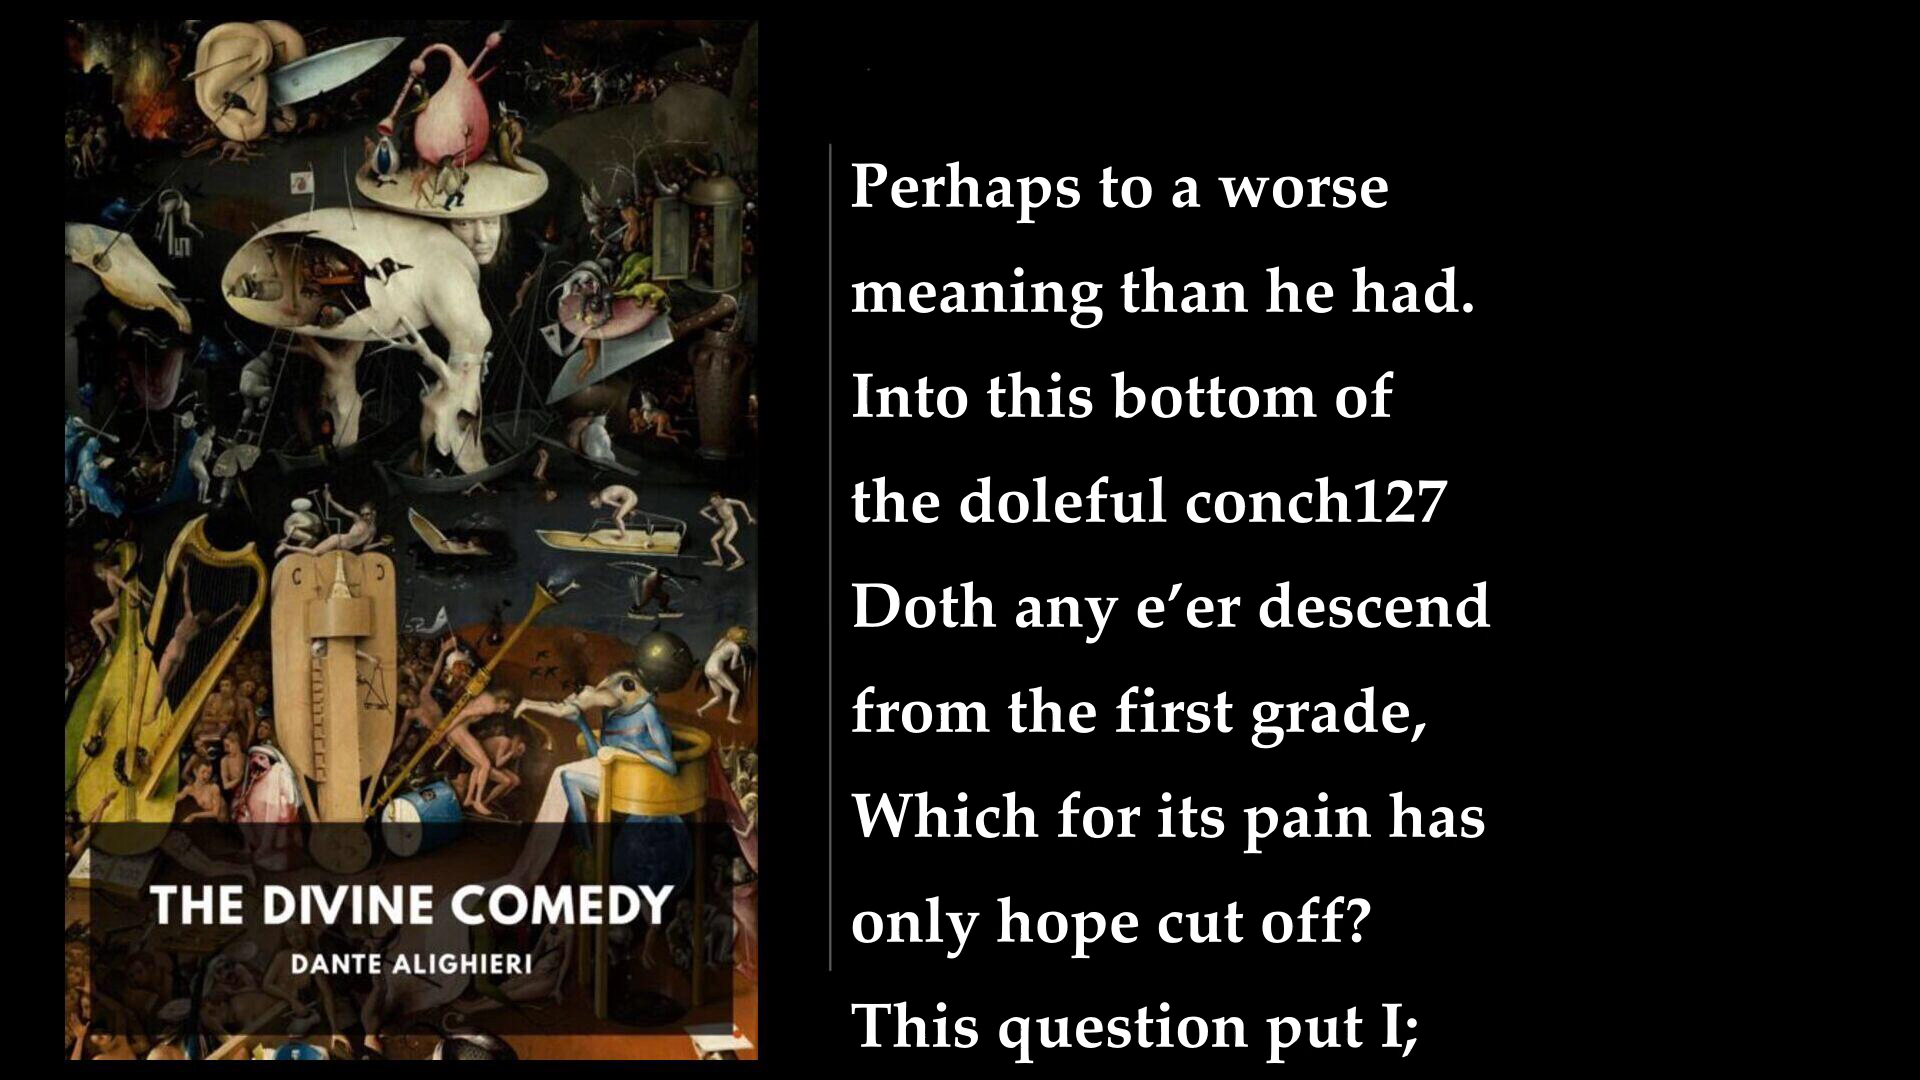 THE DIVINE COMEDY
DANTE ALIGHIERI
Perhaps to a worse
meaning than he had.
Into this bottom of
the doleful conch127
Doth any e’er descend
from the first grade,
Which for its pain has
only hope cut off?
This question put I;